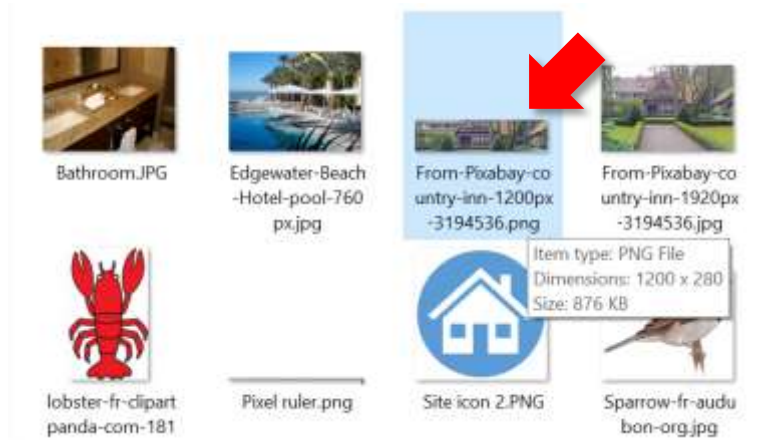 Bathroom.JPG
Edgewater-Beach
-Hotel-pool-760
px.jpg
From-Pixabay-co
untry-inn-1200px
-3194536.png
From-Pixabay-co
untry-inn-1920px
-3194536.jpg
Item type: PNG File
Dimensions: 1200 x 280
Size: 876 KB
lobster-fr-clipart
panda-com-181
Pixel ruler.png
Site icon 2.PNG
Sparrow-fr-audu
bon-org.jpg